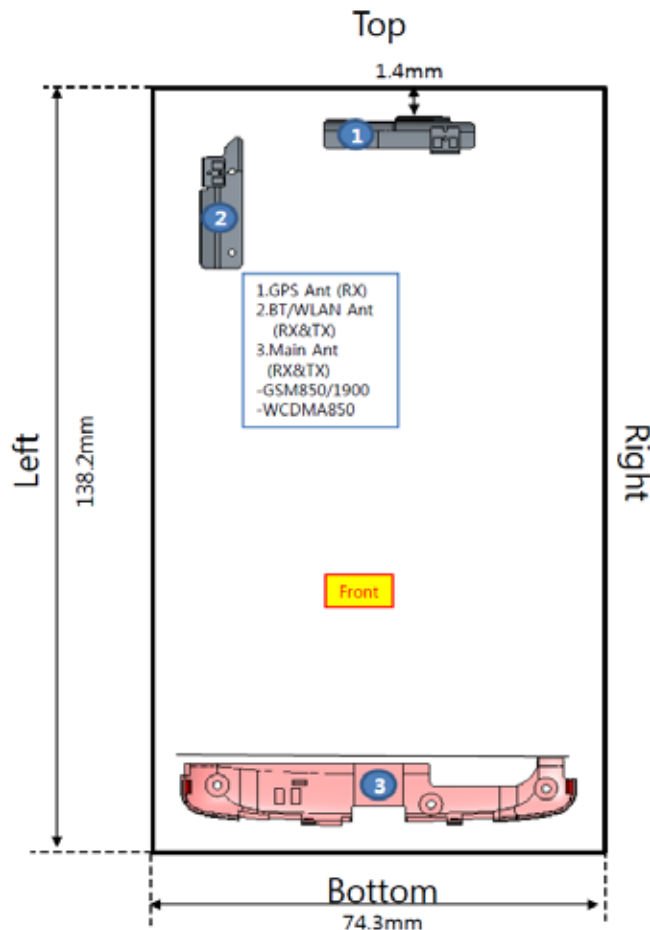 Top
1.4mm
1
2
1.GPS Ant (RX)
2.BT/WLAN Ant
(RX&TX)
3.Main Ant
(RX&TX)
-GSM850/1900
-WCDMA850
Left
138.2mm
Right
Front
3
Bottom
74.3mm